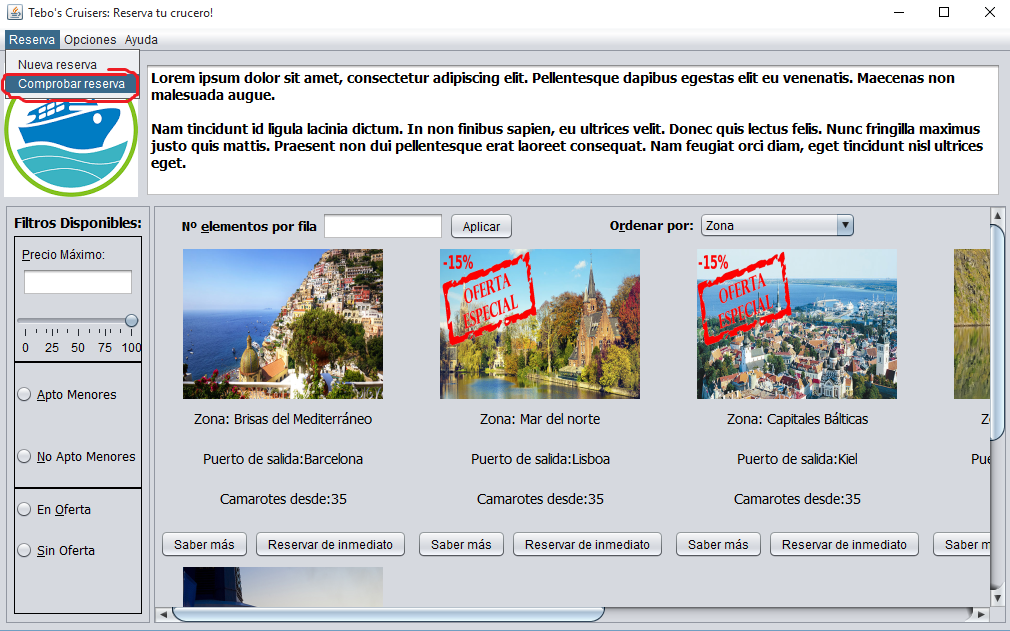 Tebo's Cruisers: Reserva tu crucero!
Reserva Opciones Ayuda
Nueva reserva
Comprobar reserva
Lorem ipsum dolor sit amet, consectetur adipiscing elit. Pellentesque dapibus egestas elit eu venenatis. Maecenas non
malesuada augue.
Nam tincidunt id ligula lacinia dictum. In non finibus sapien, eu ultrices velit. Donec quis lectus felis. Nunc fringilla maximus
justo quis mattis. Praesent non dui pellentesque erat laoreet consequat. Nam feugiat orci diam, eget tincidunt nisl ultrices
eget.
Filtros Disponibles:
Precio Máximo:
0 25 50 75 100
Apto Menores
No Apto Menores
En Oferta
Sin Oferta
Nº elementos por fila Aplicar Ordenar por: Zona
-15%
OFERTA
ESPECIAL
-15%
OFERTA
ESPECIAL
Zona: Brisas del Mediterráneo Zona: Mar del norte Zona: Capitales Bálticas
Puerto de salida:Barcelona Puerto de salida:Lisboa Puerto de salida:Kiel
Camarotes desde:35 Camarotes desde:35 Camarotes desde:35
Saber más Reservar de inmediato Saber más Reservar de inmediato Saber más Reservar de inmediato Saber